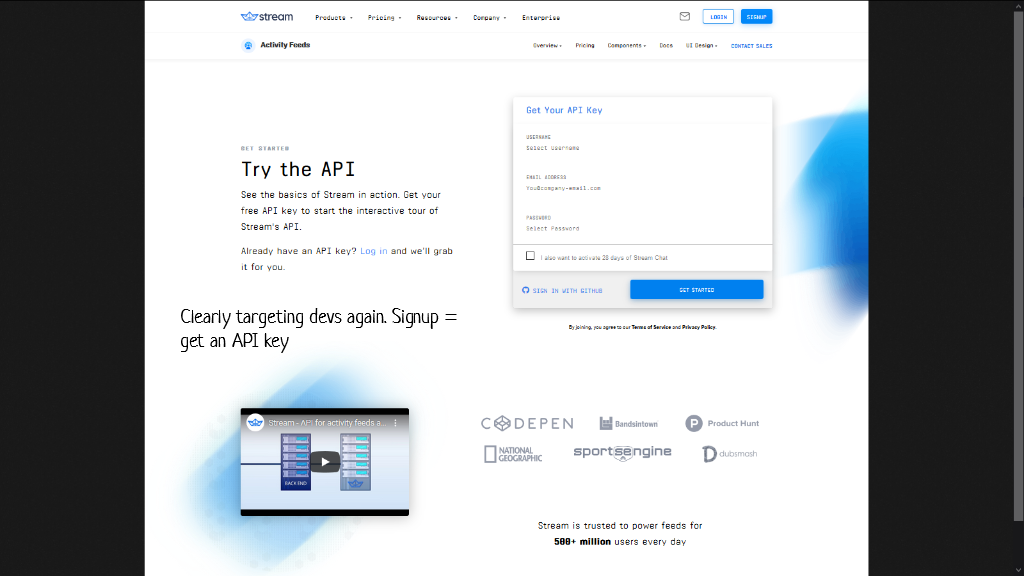 stream
Products
Pricing
Resources
Company
Enterprise
LOGIN
SIGNUP
Activity Feeds
Overview
Pricing
Components
Docs
UI Design
CONTACT SALES
GET STARTED
Try the API
See the basics of Stream in action. Get your
free API key to start the interactive tour of
Stream's API.
Already have an API key? Log in and we'll grab
it for you.
Get Your API Key
USERNAME
Select Username
EMAIL ADDRESS
You@company-email.com
PASSWORD
Select Password
I also want to activate 28 days of Stream Chat
SIGN IN WITH GITHUB
GET STARTED
By joining, you agree to our Terms of Service and Privacy Policy.
Clearly targeting devs again. Signup =
get an API key
Stream - API for activity feeds a...
BACK END
CODEPEN
Bandsintown
P Product Hunt
NATIONAL
GEOGRAPHIC
sportsengine
dubsmash
Stream is trusted to power feeds for
500+ million users every day